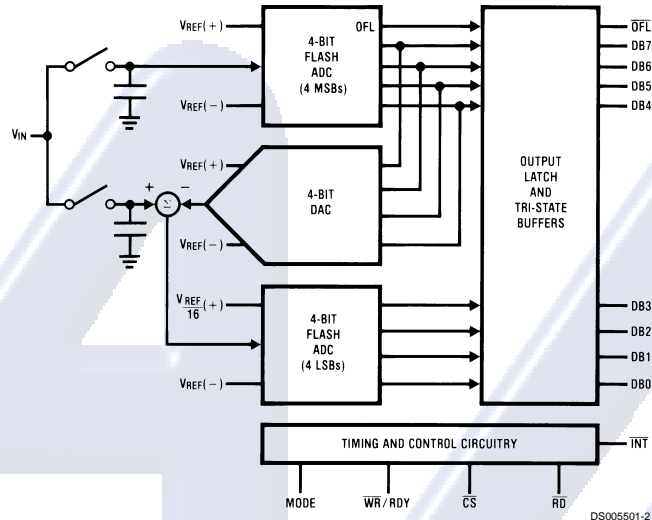 VREF(+)
OFL
4-BIT
FLASH
ADC
(4 MSBs)
VREF(−)
VIN
VREF(+)
4-BIT
DAC
VREF(−)
+
Σ
−
VREF(+)
16
4-BIT
FLASH
ADC
(4 LSBs)
VREF(−)
OUTPUT
LATCH
AND
TRI-STATE
BUFFERS
OFL
DB7
DB6
DB5
DB4
DB3
DB2
DB1
DB0
TIMING AND CONTROL CIRCUITRY
INT
MODE
WR/RDY
CS
RD
DS005501-2